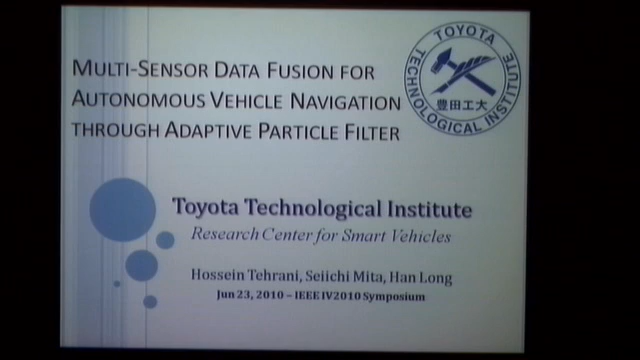 MULTI-SENSOR DATA FUSION FOR
AUTONOMOUS VEHICLE NAVIGATION
THROUGH ADAPTIVE PARTICLE FILTER
TOYOTA
TECHNOLOGICAL INSTITUTE
豊田工大
Toyota Technological Institute
Research Center for Smart Vehicles
Hossein Tehrani, Seiichi Mita, Han Long
Jun 23, 2010 – IEEE IV2010 Symposium